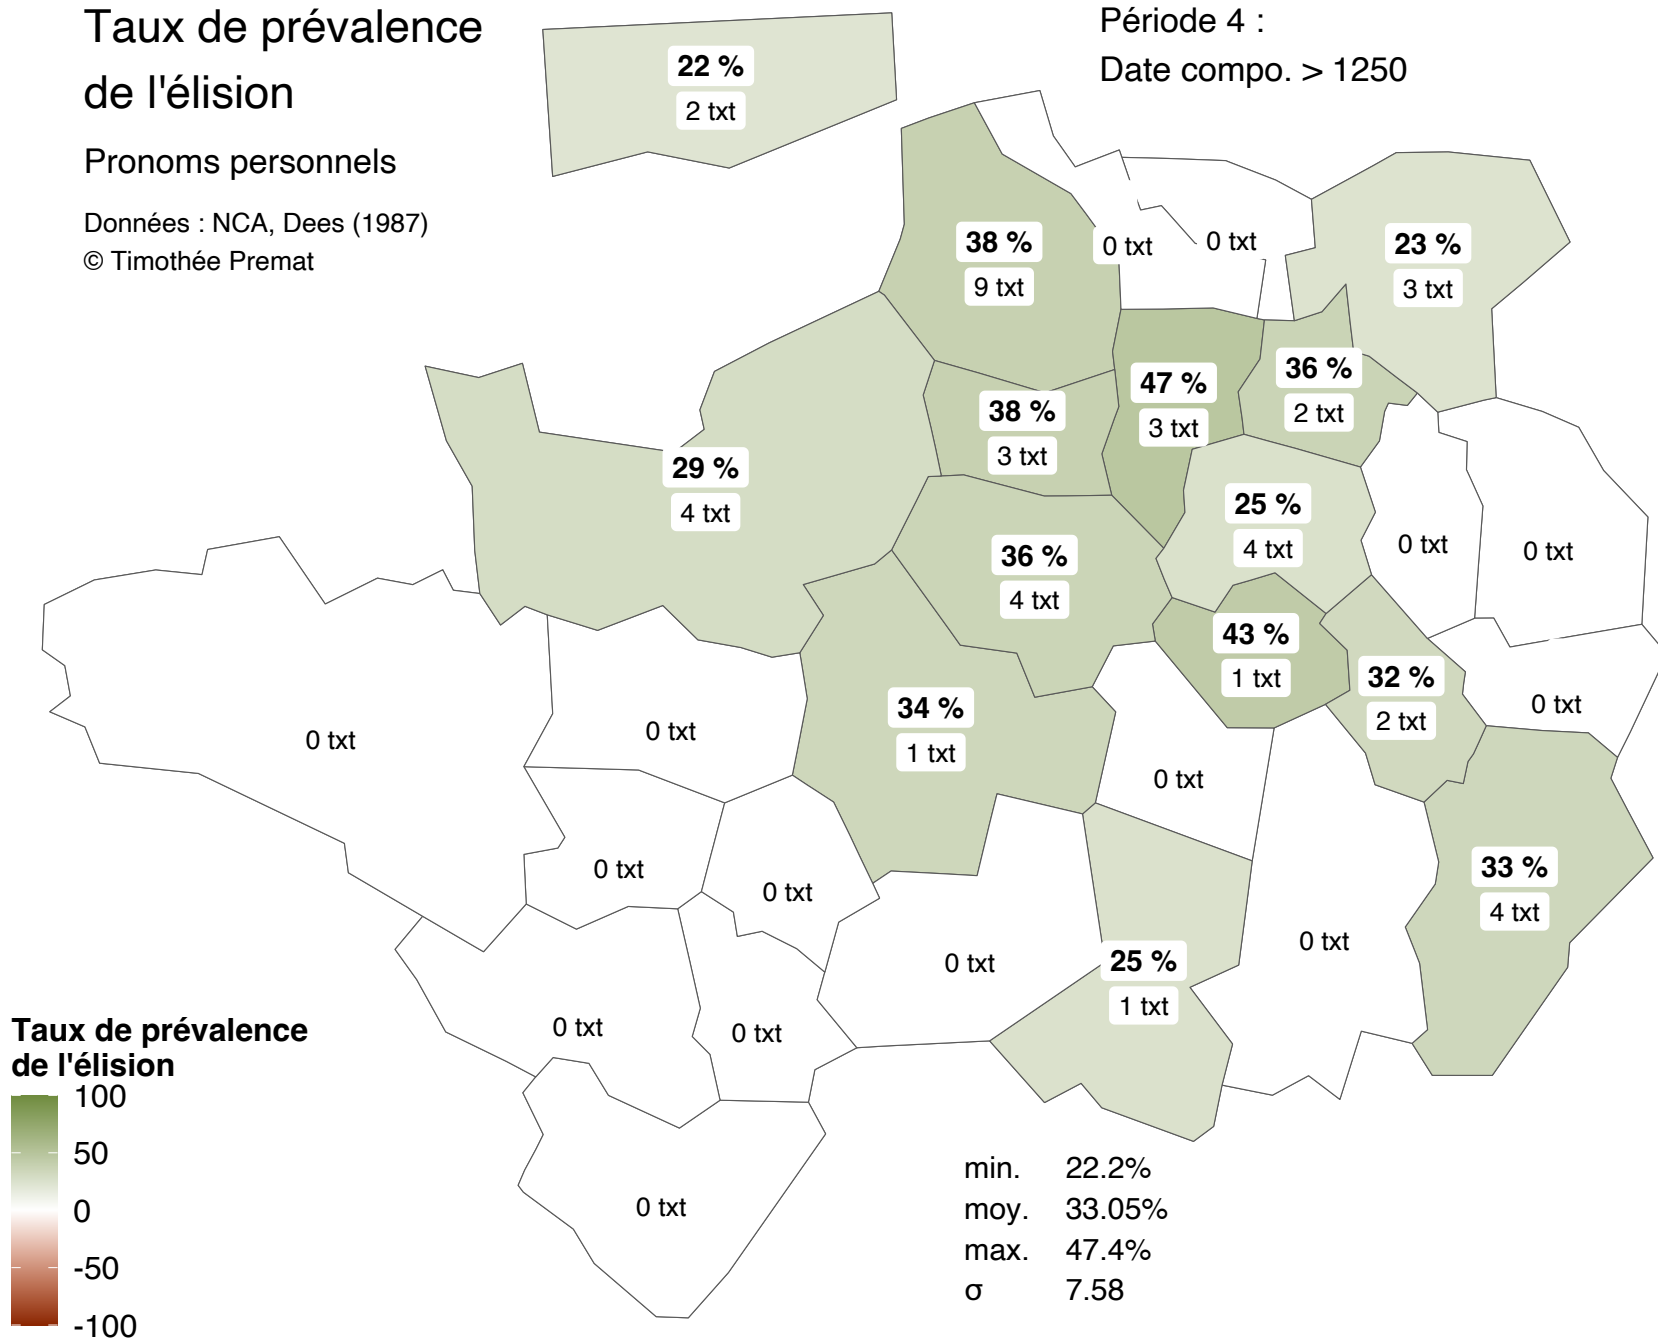 Taux de prévalence
de l'élision
Pronoms personnels
Données : NCA, Dees (1987)
© Timothée Premat
Période 4 :
Date compo. > 1250
22 %
2 txt
38 %
9 txt
0 txt
0 txt
23 %
3 txt
36 %
2 txt
47 %
3 txt
38 %
3 txt
29 %
4 txt
25 %
4 txt
0 txt
0 txt
36 %
4 txt
43 %
1 txt
32 %
2 txt
0 txt
34 %
1 txt
0 txt
0 txt
0 txt
0 txt
0 txt
33 %
4 txt
0 txt
0 txt
25 %
1 txt
0 txt
0 txt
0 txt
0 txt
Taux de prévalence
de l'élision
100
50
0
-50
-100
min. 22.2%
moy. 33.05%
max. 47.4%
σ 7.58